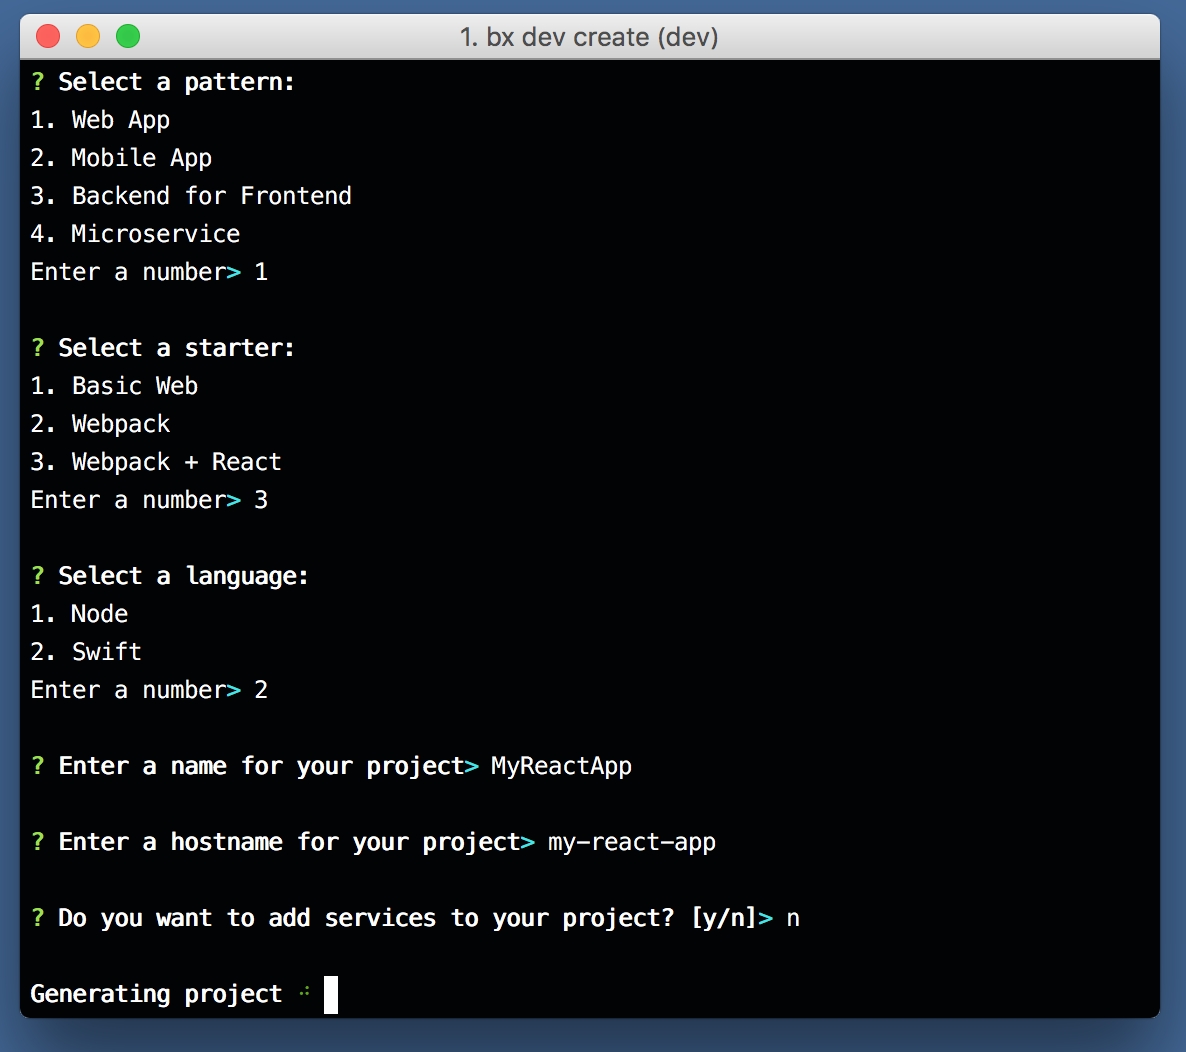 1. bx dev create (dev)
? Select a pattern:
1. Web App
2. Mobile App
3. Backend for Frontend
4. Microservice
Enter a number> 1
? Select a starter:
1. Basic Web
2. Webpack
3. Webpack + React
Enter a number> 3
? Select a language:
1. Node
2. Swift
Enter a number> 2
? Enter a name for your project> MyReactApp
? Enter a hostname for your project> my-react-app
? Do you want to add services to your project? [y/n]> n
Generating project